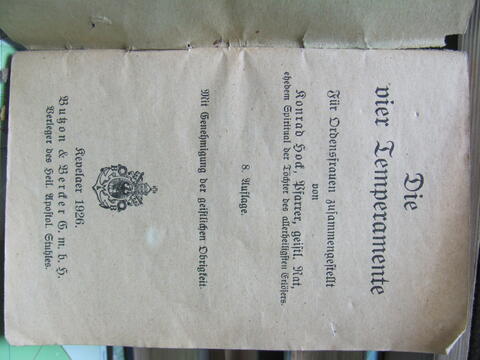 Die
vier Temperamente
Für Ordensfrauen zusammengestellt
von
Konrad Hock, Pfarrer, geistl. Rat,
ehedem Spiritual der Töchter des allerheiligsten Erlösers.
8. Auflage.
Mit Genehmigung der geistlichen Obrigkeit.
Kevelaer 1926.
Butzon & Bercker G. m. b. H.
Verleger des Heil. Apostol. Stuhles.